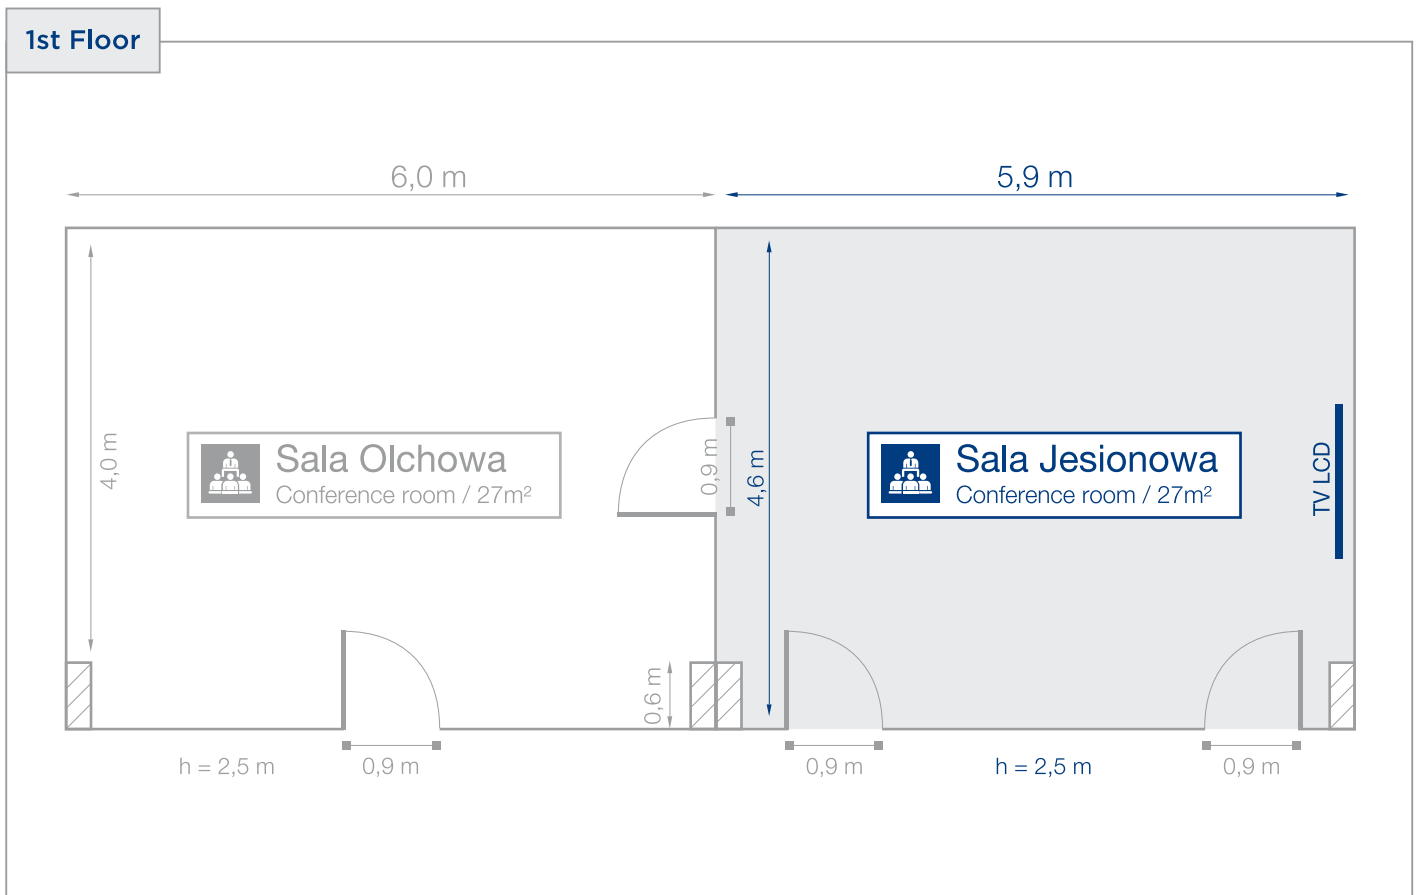 1st Floor
6,0 m
5,9 m
4,0 m
Sala Olchowa
Conference room / 27m²
0,9 m
4,6 m
Sala Jesionowa
Conference room / 27m²
TV LCD
0,6 m
h = 2,5 m
0,9 m
0,9 m
h = 2,5 m
0,9 m